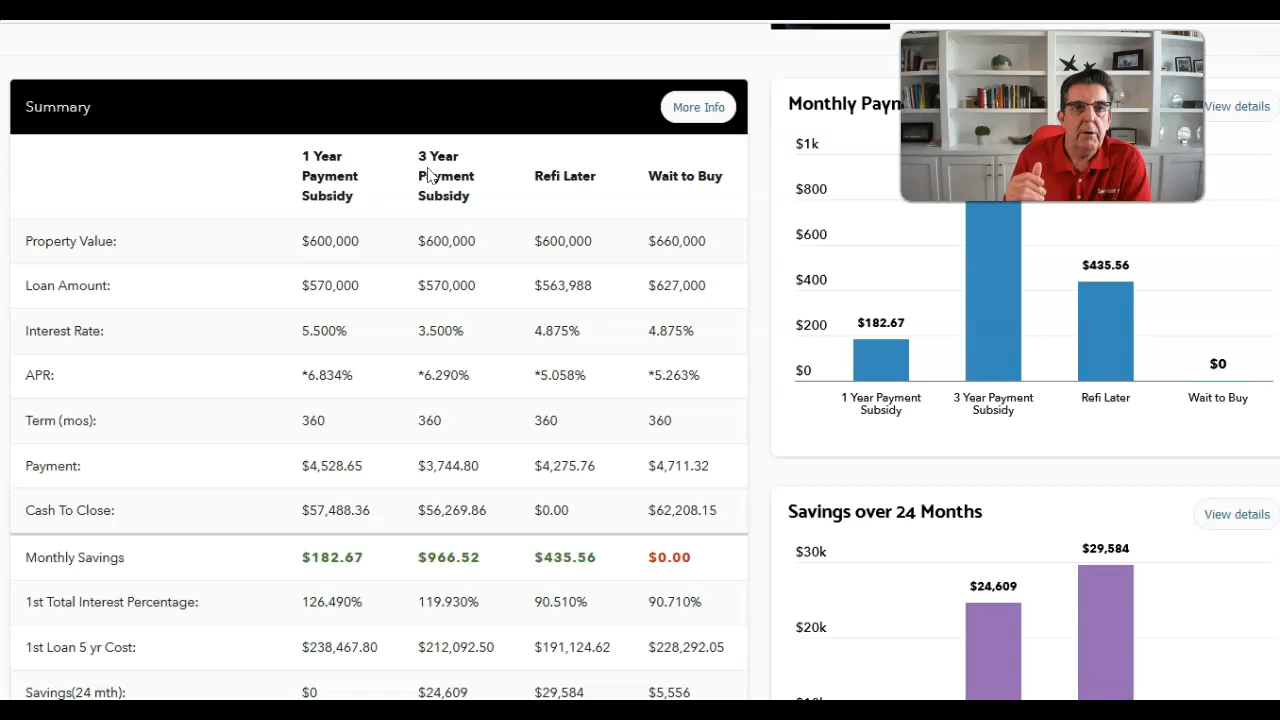 Summary
More Info
1 Year Payment Subsidy
3 Year Payment Subsidy
Refi Later
Wait to Buy
Property Value: $600,000 $600,000 $600,000 $660,000
Loan Amount: $570,000 $570,000 $563,988 $627,000
Interest Rate: 5.500% 3.500% 4.875% 4.875%
APR: *6.834% *6.290% *5.058% *5.263%
Term (mos): 360 360 360 360
Payment: $4,528.65 $3,744.80 $4,275.76 $4,711.32
Cash To Close: $57,488.36 $56,269.86 $0.00 $62,208.15
Monthly Savings $182.67 $966.52 $435.56 $0.00
1st Total Interest Percentage: 126.490% 119.930% 90.510% 90.710%
1st Loan 5 yr Cost: $238,467.80 $212,092.50 $191,124.62 $228,292.05
Savings(24 mth): $0 $24,609 $29,584 $5,556
Monthly Payn
View details
$1k
$800
$600
$400
$200
$0
$182.67
$435.56
$0
1 Year Payment Subsidy
3 Year Payment Subsidy
Refi Later
Wait to Buy
Savings over 24 Months
View details
$30k
$20k
$24,609
$29,584